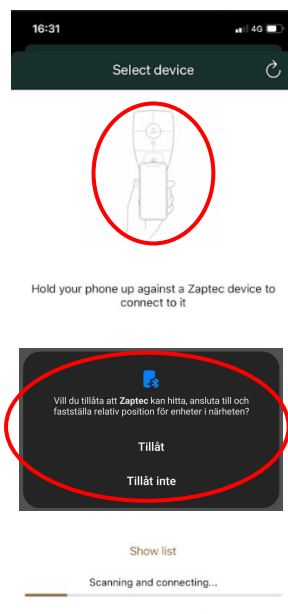 16:31
4G
Select device
Hold your phone up against a Zaptec device to
connect to it
Vill du tillåta att Zaptec kan hitta, ansluta till och
fastställa relativ position för enheter i närheten?
Tillåt
Tillåt inte
Show list
Scanning and connecting...